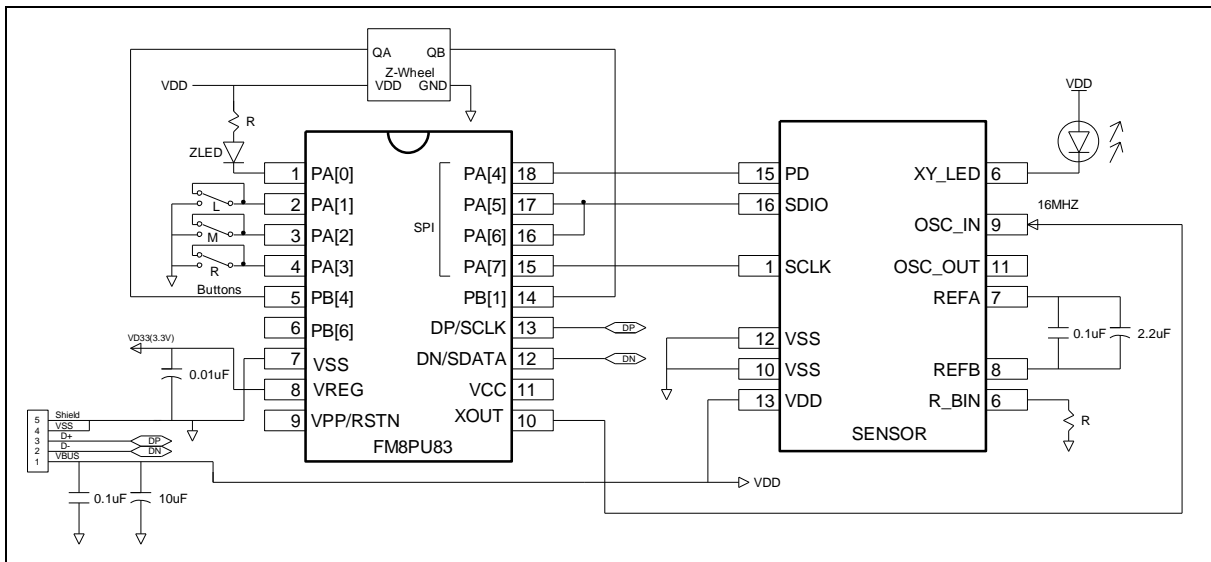 QA QB
Z-Wheel
VDD GND
VDD
R
ZLED
1 PA[0]
2 PA[1]
3 PA[2]
4 PA[3]
5 PB[4]
6 PB[6]
7 VSS
8 VREG
9 VPP/RSTN
L
M
R
Buttons
SPI
PA[4] 18
PA[5] 17
PA[6] 16
PA[7] 15
PB[1] 14
DP/SCLK 13
DN/SDATA 12
VCC 11
XOUT 10
FM8PU83
DP
DN
VD33(3.3V)
0.01uF
5 Shield
4 VSS
3 D+ DP
2 D- DN
1 VBUS
0.1uF 10uF
VDD
15 PD
16 SDIO
1 SCLK
12 VSS
10 VSS
13 VDD
XY_LED 6
OSC_IN 9
OSC_OUT 11
REFA 7
REFB 8
R_BIN 6
SENSOR
VDD
16MHZ
0.1uF 2.2uF
R